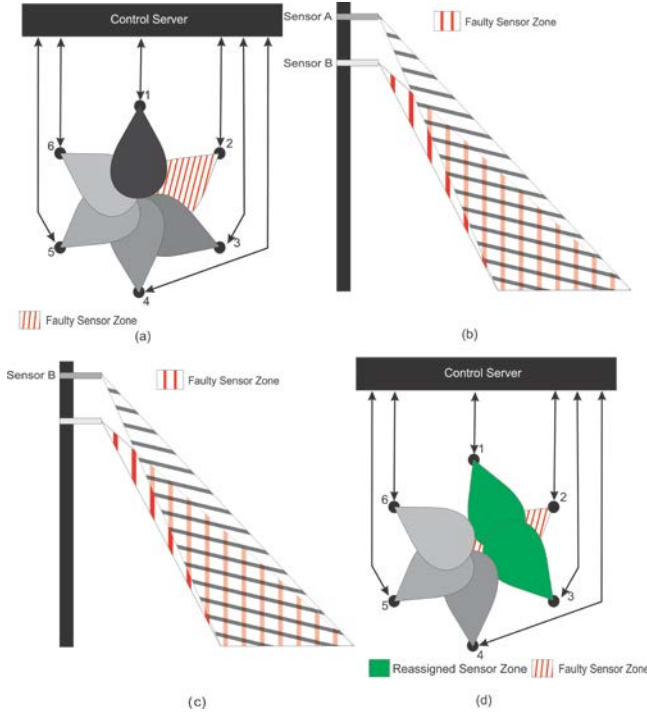 Control Server
1
2
3
4
5
6
Faulty Sensor Zone
(a)
Sensor A
Sensor B
Faulty Sensor Zone
(b)
Sensor B
Faulty Sensor Zone
(c)
Control Server
1
2
3
4
5
6
Reassigned Sensor Zone
Faulty Sensor Zone
(d)